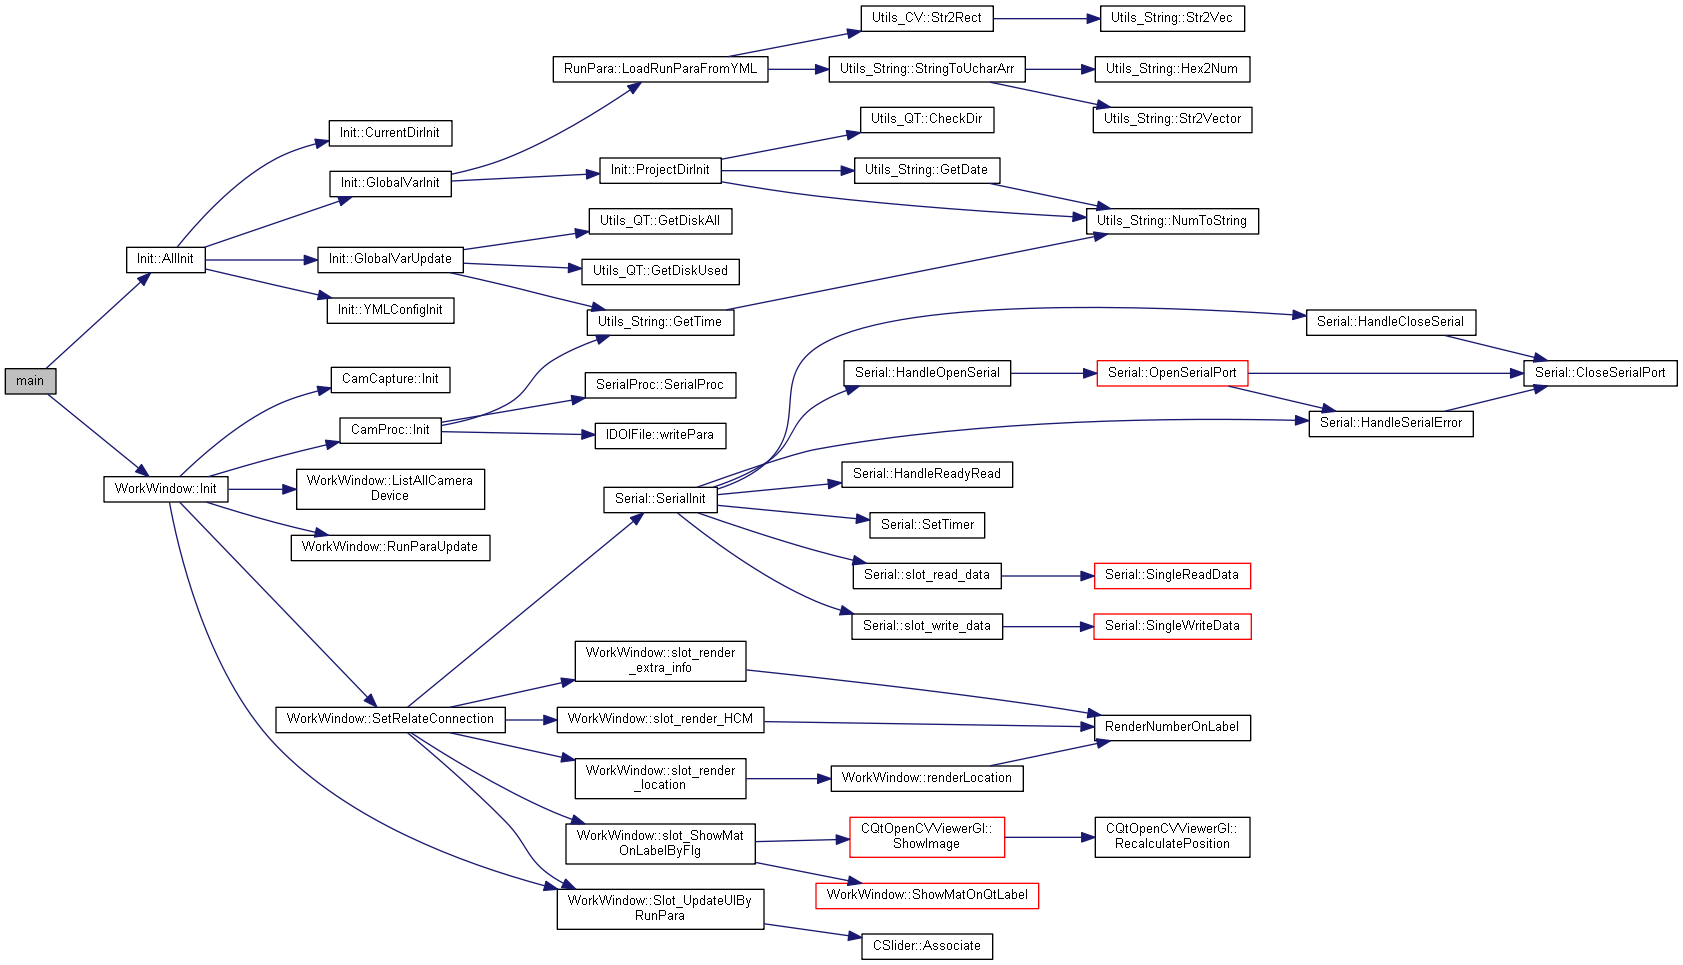 main
Init::AllInit
WorkWindow::Init
Init::CurrentDirInit
Init::GlobalVarInit
Init::GlobalVarUpdate
Init::YMLConfigInit
CamCapture::Init
CamProc::Init
WorkWindow::ListAllCamera
Device
WorkWindow::RunParaUpdate
WorkWindow::SetRelateConnection
RunPara::LoadRunParaFromYML
Init::ProjectDirInit
Utils_QT::GetDiskAll
Utils_QT::GetDiskUsed
Utils_String::GetTime
SerialProc::SerialProc
IDOIFile::writePara
Serial::SerialInit
WorkWindow::slot_render
_extra_info
WorkWindow::slot_render_HCM
WorkWindow::slot_render
_location
WorkWindow::slot_ShowMat
OnLabelByFlg
WorkWindow::Slot_UpdateUIBy
RunPara
Utils_CV::Str2Rect
Utils_String::StringToUcharArr
Utils_QT::CheckDir
Utils_String::GetDate
Serial::HandleOpenSerial
Serial::HandleReadyRead
Serial::SetTimer
Serial::slot_read_data
Serial::slot_write_data
WorkWindow::renderLocation
CQtOpenCVViewerGl::
ShowImage
WorkWindow::ShowMatOnQtLabel
CSlider::Associate
Utils_String::Str2Vec
Utils_String::Hex2Num
Utils_String::Str2Vector
Utils_String::NumToString
Serial::OpenSerialPort
Serial::SingleReadData
Serial::SingleWriteData
RenderNumberOnLabel
CQtOpenCVViewerGl::
RecalculatePosition
Serial::HandleCloseSerial
Serial::HandleSerialError
Serial::CloseSerialPort